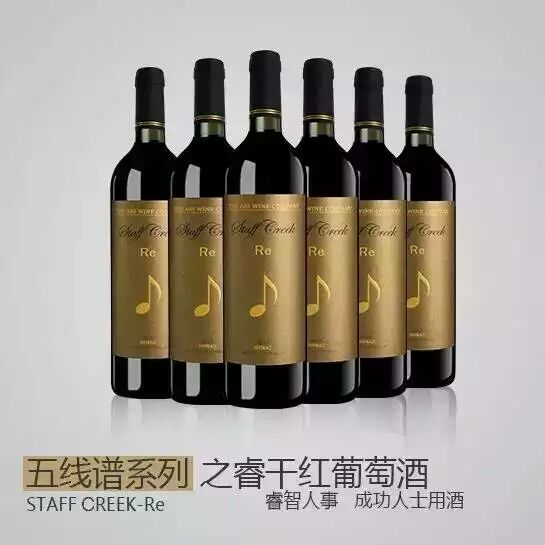 THE ABS WINE COMPANY
Staff Creek
Re
SHIRAZ
五线谱系列 之睿干红葡萄酒
STAFF CREEK-Re 睿智人事 成功人士用酒